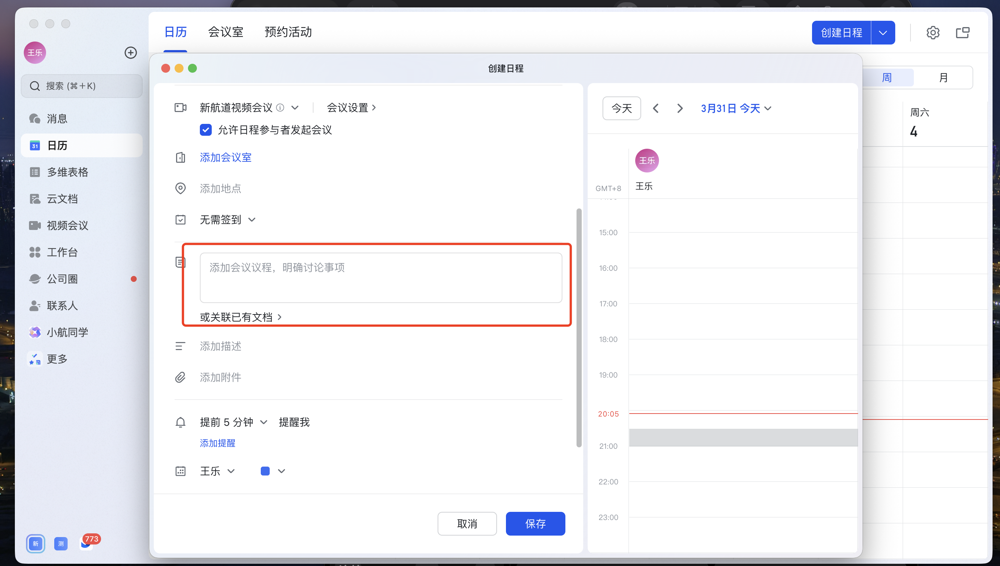 王乐
搜索 (⌘+K)
消息
31
日历
多维表格
云文档
视频会议
工作台
公司圈
联系人
小航同学
更多
新
测
773
日历
会议室
预约活动
创建日程
周
月
周六
4
创建日程
新航道视频会议
会议设置
允许日程参与者发起会议
添加会议室
添加地点
无需签到
添加会议议程，明确讨论事项
或关联已有文档
添加描述
添加附件
提前 5 分钟
提醒我
添加提醒
王乐
取消
保存
今天
3月31日 今天
王乐
王乐
GMT+8
15:00
16:00
17:00
18:00
19:00
20:05
21:00
22:00
23:00